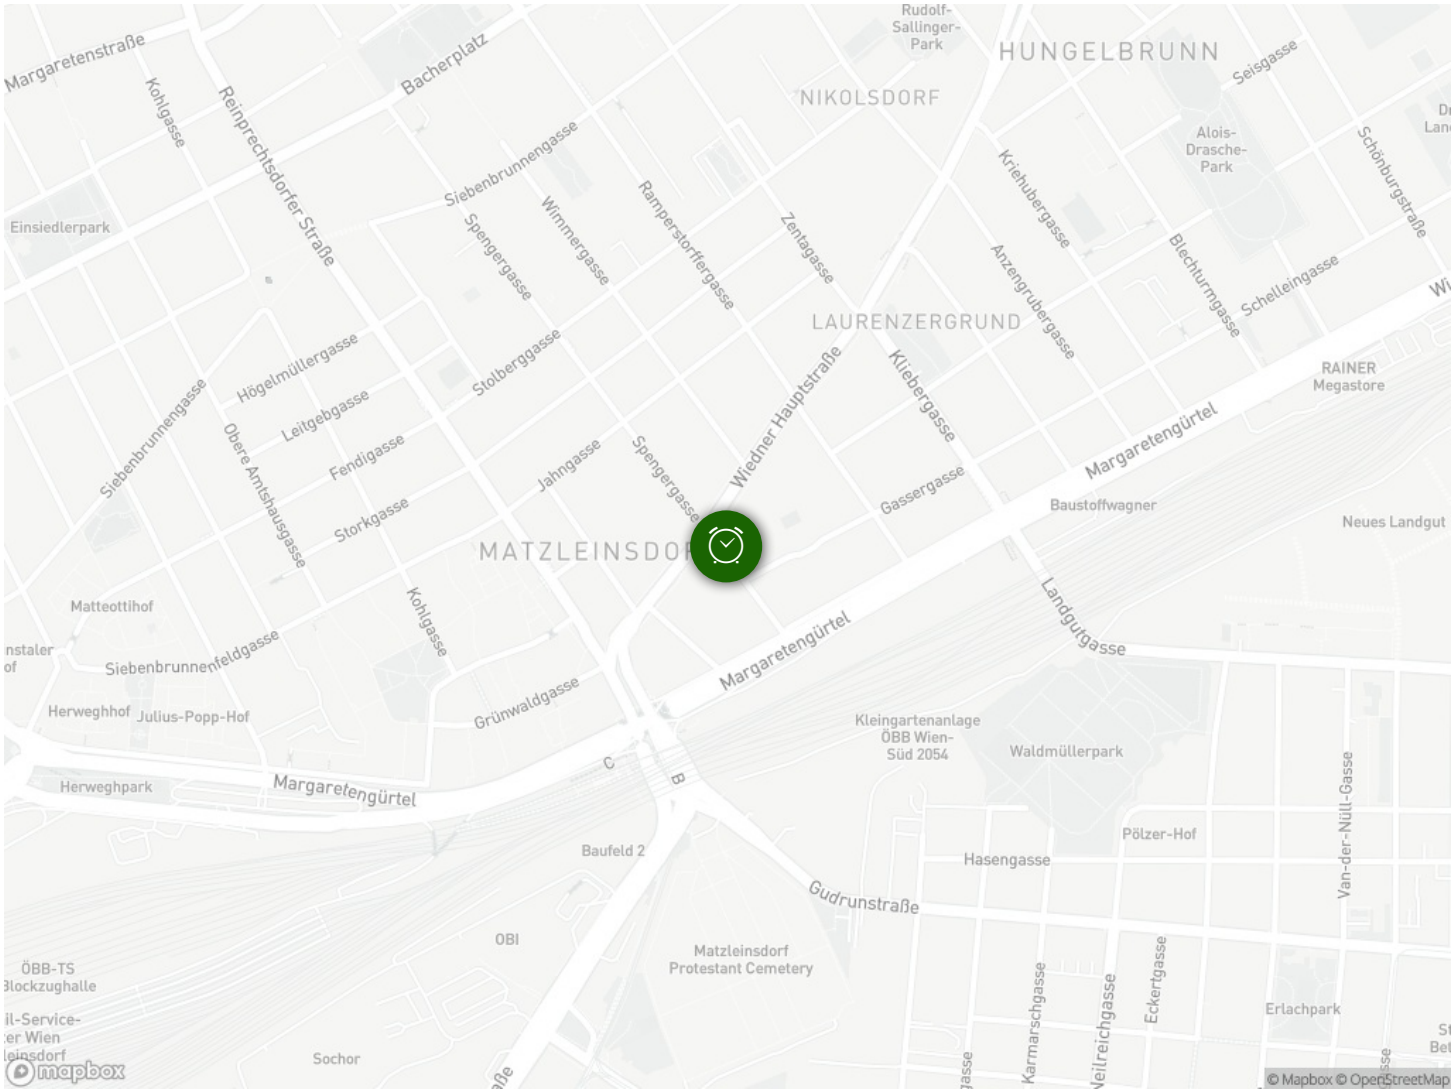 Rudolf-
Sallinger-
Park
HUNGELBRUNN
Margaretenstraße
Bacherplatz
Seisgasse
Kohlgasse
Reinprechtsdorfer Straße
NIKOLSDORF
Alois-
Drasche-
Park
Schönburgstraße
Siebenbrunnengasse
Kriehubergasse
Einsiedlerpark
Spengergasse
Wimmergasse
Ramperstorffergasse
Zentagasse
Anzengrubergasse
Blechturmgasse
Schelleingasse
LAURENZERGRUND
Högelmüllergasse
Stolberggasse
Wiedner Hauptstraße
Kliebergasse
RAINER
Megastore
Siebenbrunnengasse
Leitgebgasse
Obere Amtshausgasse
Fendigasse
Jahngasse
Spengergasse
Margaretengürtel
Gassergasse
Baustoffwagner
Neues Landgut
Storkgasse
MATZLEINSDOR
Matteottihof
Kohlgasse
Landgutgasse
Siebenbrunnenfeldgasse
Margaretengürtel
Herweghhof
Julius-Popp-Hof
Grünwaldgasse
Kleingartenanlage
ÖBB Wien-
Süd 2054
Waldmüllerpark
Herweghpark
Margaretengürtel
C
B
Van-der-Nüll-Gasse
Baufeld 2
Pölzer-Hof
Hasengasse
Gudrunstraße
OBI
Matzleinsdorf
Protestant Cemetery
ÖBB-TS
Blockzughalle
Karmarschgasse
Neilreichgasse
Eckertgasse
Erlachpark
Sochor
mapbox
© Mapbox © OpenStreetMap